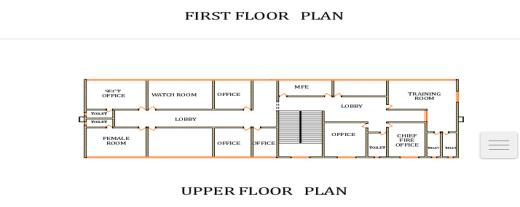 FIRST FLOOR PLAN
SECT
OFFICE
WATCH ROOM
OFFICE
MFE
TRAINING
ROOM
LOBBY
TOILET
TOILET
LOBBY
FEMALE
ROOM
OFFICE
OFFICE
OFFICE
TOILET
CHIEF
FIRE
OFFICE
UPPER FLOOR PLAN